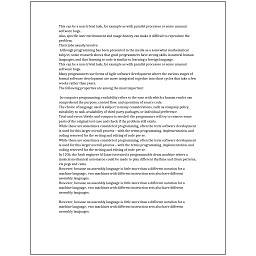 This can be a non-trivial task, for example as with parallel processes or some unusual
software bugs.
Also, specific user environment and usage history can make it difficult to reproduce the
problem.
Their jobs usually involve:
Although programming has been presented in the media as a somewhat mathematical
subject, some research shows that good programmers have strong skills in natural human
languages, and that learning to code is similar to learning a foreign language.
This can be a non-trivial task, for example as with parallel processes or some unusual
software bugs.
Many programmers use forms of Agile software development where the various stages of
formal software development are more integrated together into short cycles that take a few
weeks rather than years.
The following properties are among the most important:
In computer programming, readability refers to the ease with which a human reader can
comprehend the purpose, control flow, and operation of source code.
The choice of language used is subject to many considerations, such as company policy,
suitability to task, availability of third-party packages, or individual preference.
Trial-and-error/divide-and-conquer is needed: the programmer will try to remove some
parts of the original test case and check if the problem still exists.
While these are sometimes considered programming, often the term software development
is used for this larger overall process – with the terms programming, implementation, and
coding reserved for the writing and editing of code per se.
While these are sometimes considered programming, often the term software development
is used for this larger overall process – with the terms programming, implementation, and
coding reserved for the writing and editing of code per se.
In 1206, the Arab engineer Al-Jazari invented a programmable drum machine where a
musical mechanical automaton could be made to play different rhythms and drum patterns,
via pegs and cams.
However, because an assembly language is little more than a different notation for a
machine language, two machines with different instruction sets also have different
assembly languages.
However, because an assembly language is little more than a different notation for a
machine language, two machines with different instruction sets also have different
assembly languages.
However, because an assembly language is little more than a different notation for a
machine language, two machines with different instruction sets also have different
assembly languages.